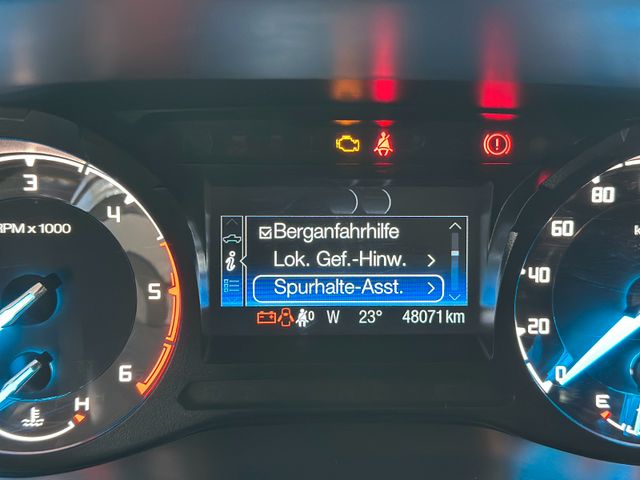 3
4
RPM x 1000
5
6
H
Berganfahrhilfe
Lok. Gef.-Hinw.
Spurhalte-Asst.
W 23° 48071 km
80
60
40
20
0
E